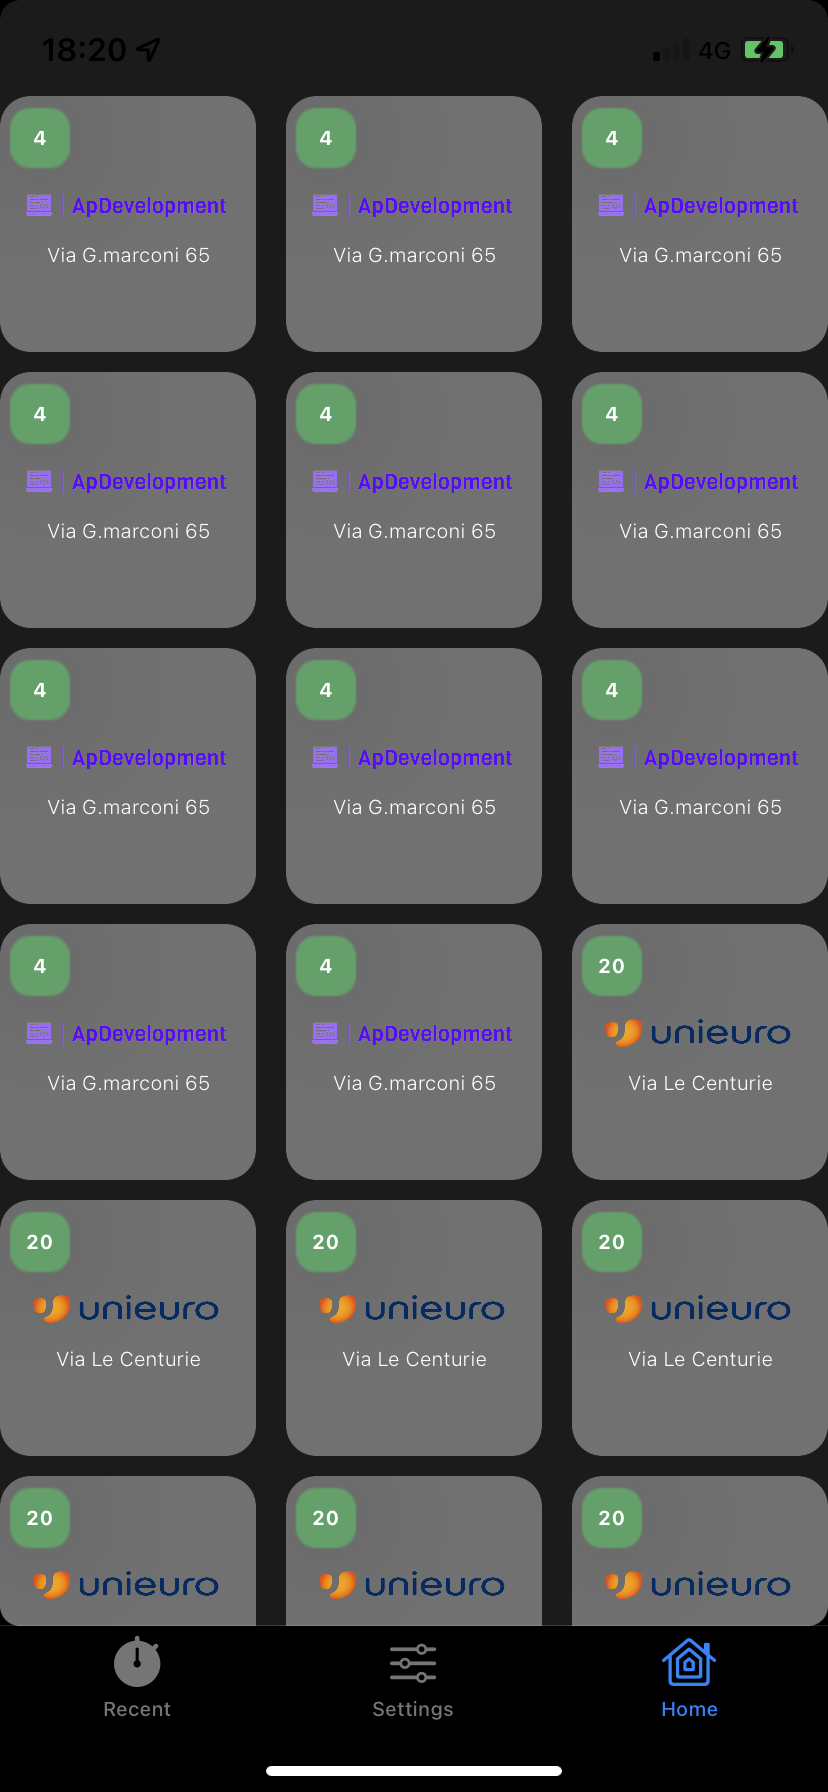 18:20 4G
4 4 4
ApDevelopment ApDevelopment ApDevelopment
Via G.marconi 65 Via G.marconi 65 Via G.marconi 65
4 4 4
ApDevelopment ApDevelopment ApDevelopment
Via G.marconi 65 Via G.marconi 65 Via G.marconi 65
4 4 4
ApDevelopment ApDevelopment ApDevelopment
Via G.marconi 65 Via G.marconi 65 Via G.marconi 65
4 4 20
ApDevelopment ApDevelopment unieuro
Via G.marconi 65 Via G.marconi 65 Via Le Centurie
20 20 20
unieuro unieuro unieuro
Via Le Centurie Via Le Centurie Via Le Centurie
20 20 20
unieuro unieuro unieuro
Recent Settings Home